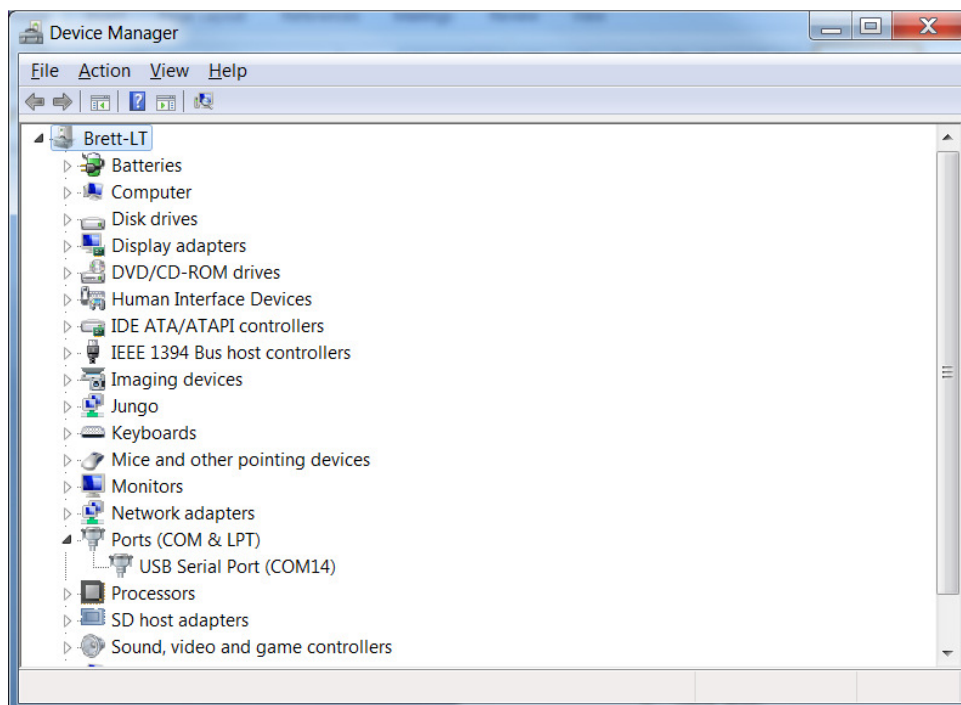 Device Manager
File Action View Help
Brett-LT
Batteries
Computer
Disk drives
Display adapters
DVD/CD-ROM drives
Human Interface Devices
IDE ATA/ATAPI controllers
IEEE 1394 Bus host controllers
Imaging devices
Jungo
Keyboards
Mice and other pointing devices
Monitors
Network adapters
Ports (COM & LPT)
USB Serial Port (COM14)
Processors
SD host adapters
Sound, video and game controllers